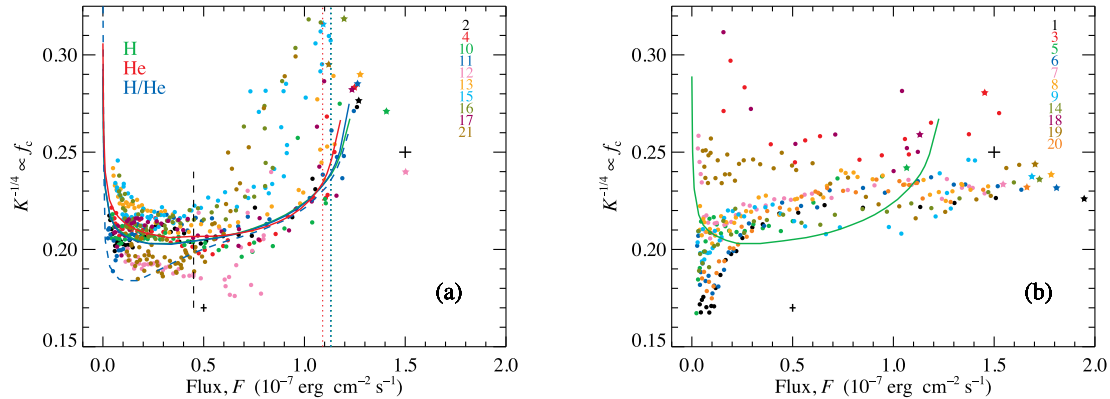 0.30
0.25
0.20
0.15
K^{-1/4} ∝ f_c
H
He
H/He
2
4
10
11
12
13
15
16
17
21
(a)
0.0 0.5 1.0 1.5 2.0
Flux, F (10^{-7} erg cm^{-2} s^{-1})
0.30
0.25
0.20
0.15
K^{-1/4} ∝ f_c
1
3
5
6
7
8
9
14
18
19
20
(b)
0.0 0.5 1.0 1.5 2.0
Flux, F (10^{-7} erg cm^{-2} s^{-1})